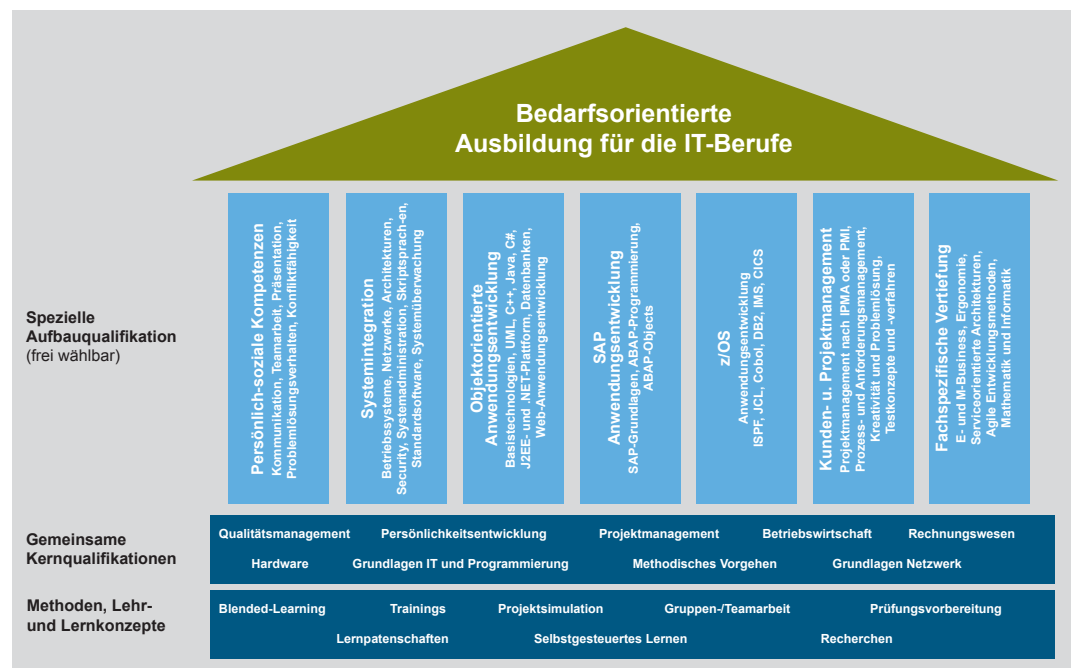 Bedarfsorientierte
Ausbildung für die IT-Berufe
Spezielle
Aufbauqualifikation
(frei wählbar)
Persönlich-soziale Kompetenzen
Kommunikation, Teamarbeit, Präsentation,
Problemlösungsverhalten, Konfliktfähigkeit
Systemintegration
Betriebssysteme, Netzwerke, Architekturen,
Security, Systemadministration, Skriptsprach-en,
Standardsoftware, Systemüberwachung
Objektorientierte
Anwendungsentwicklung
Basistechnologien, UML, C++, Java, C#,
J2EE- und .NET-Plattform, Datenbanken,
Web-Anwendungsentwicklung
SAP
Anwendungsentwicklung
SAP-Grundlagen, ABAP-Programmierung,
ABAP-Objects
z/OS
Anwendungsentwicklung
ISPF, JCL, Cobol, DB2, IMS, CICS
Kunden- u. Projektmanagement
Projektmanagement nach IPMA oder PMI,
Prozess- und Anforderungsmanagement,
Kreativität und Problemlösung,
Testkonzepte und -verfahren
Fachspezifische Vertiefung
E- und M-Business, Ergonomie,
Serviceorientierte Architekturen,
Agile Entwicklungsmethoden,
Mathematik und Informatik
Gemeinsame
Kernqualifikationen
Qualitätsmanagement Persönlichkeitsentwicklung Projektmanagement Betriebswirtschaft Rechnungswesen
Hardware Grundlagen IT und Programmierung Methodisches Vorgehen Grundlagen Netzwerk
Methoden, Lehr-
und Lernkonzepte
Blended-Learning Trainings Projektsimulation Gruppen-/Teamarbeit Prüfungsvorbereitung
Lernpatenschaften Selbstgesteuertes Lernen Recherchen